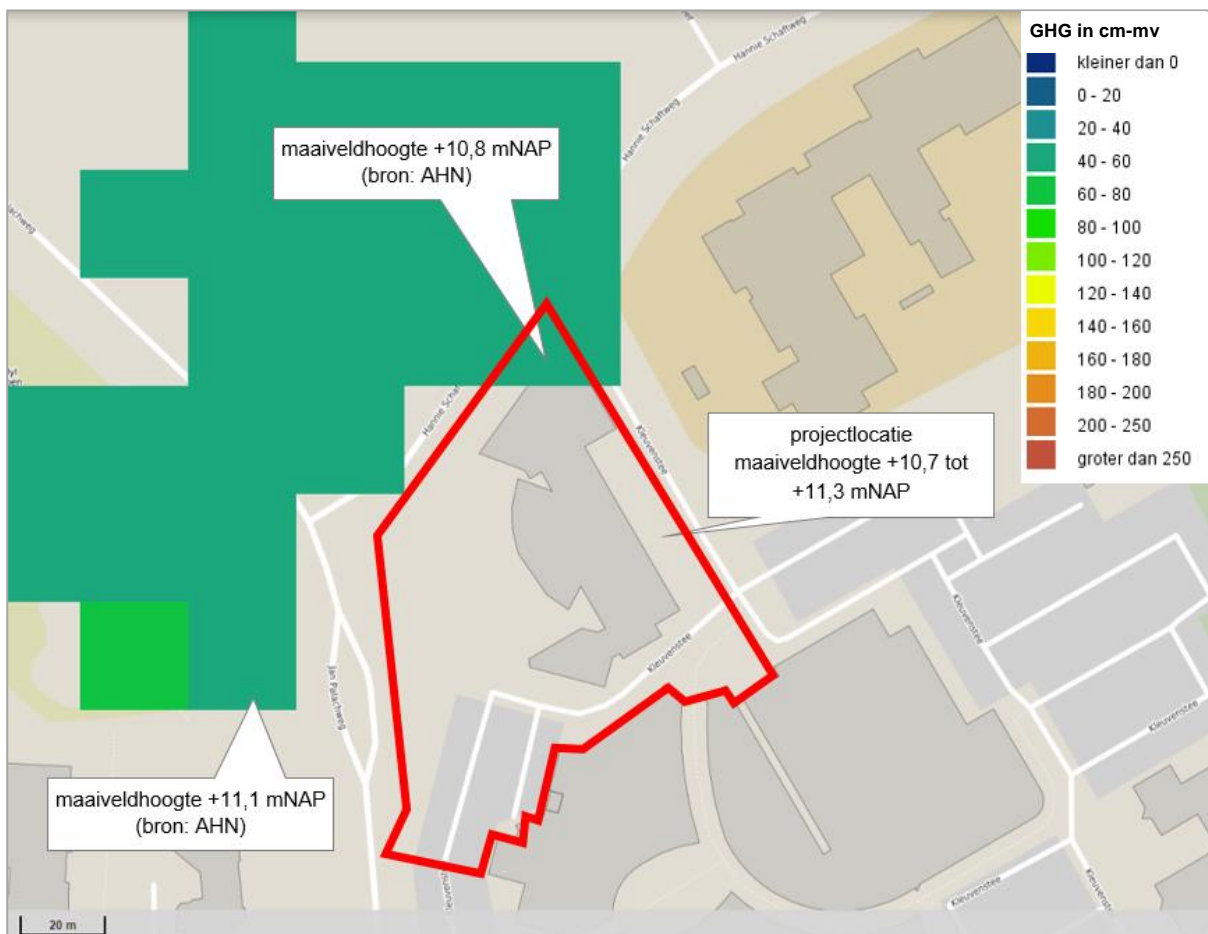 GHG in cm-mv
kleiner dan 0
0 - 20
20 - 40
40 - 60
60 - 80
80 - 100
100 - 120
120 - 140
140 - 160
160 - 180
180 - 200
200 - 250
groter dan 250
Hannie Schaftweg
Hannie Schaftweg
maaiveldhoogte +10,8 mNAP
(bron: AHN)
Hannie Schaf
Kleuvenstee
projectlocatie
maaiveldhoogte +10,7 tot
+11,3 mNAP
Kleuvenstee
Kleuvenstee
Kleuvenstee
Kleuvenstee
Jan Palachweg
maaiveldhoogte +11,1 mNAP
(bron: AHN)
20 m